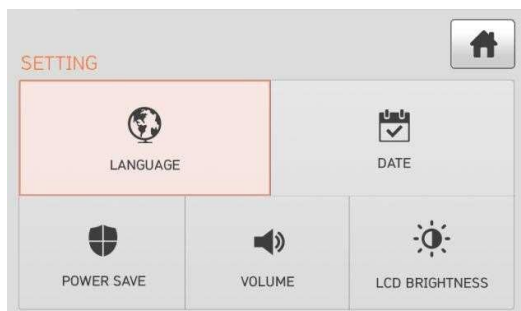 SETTING
LANGUAGE
DATE
POWER SAVE
VOLUME
LCD BRIGHTNESS